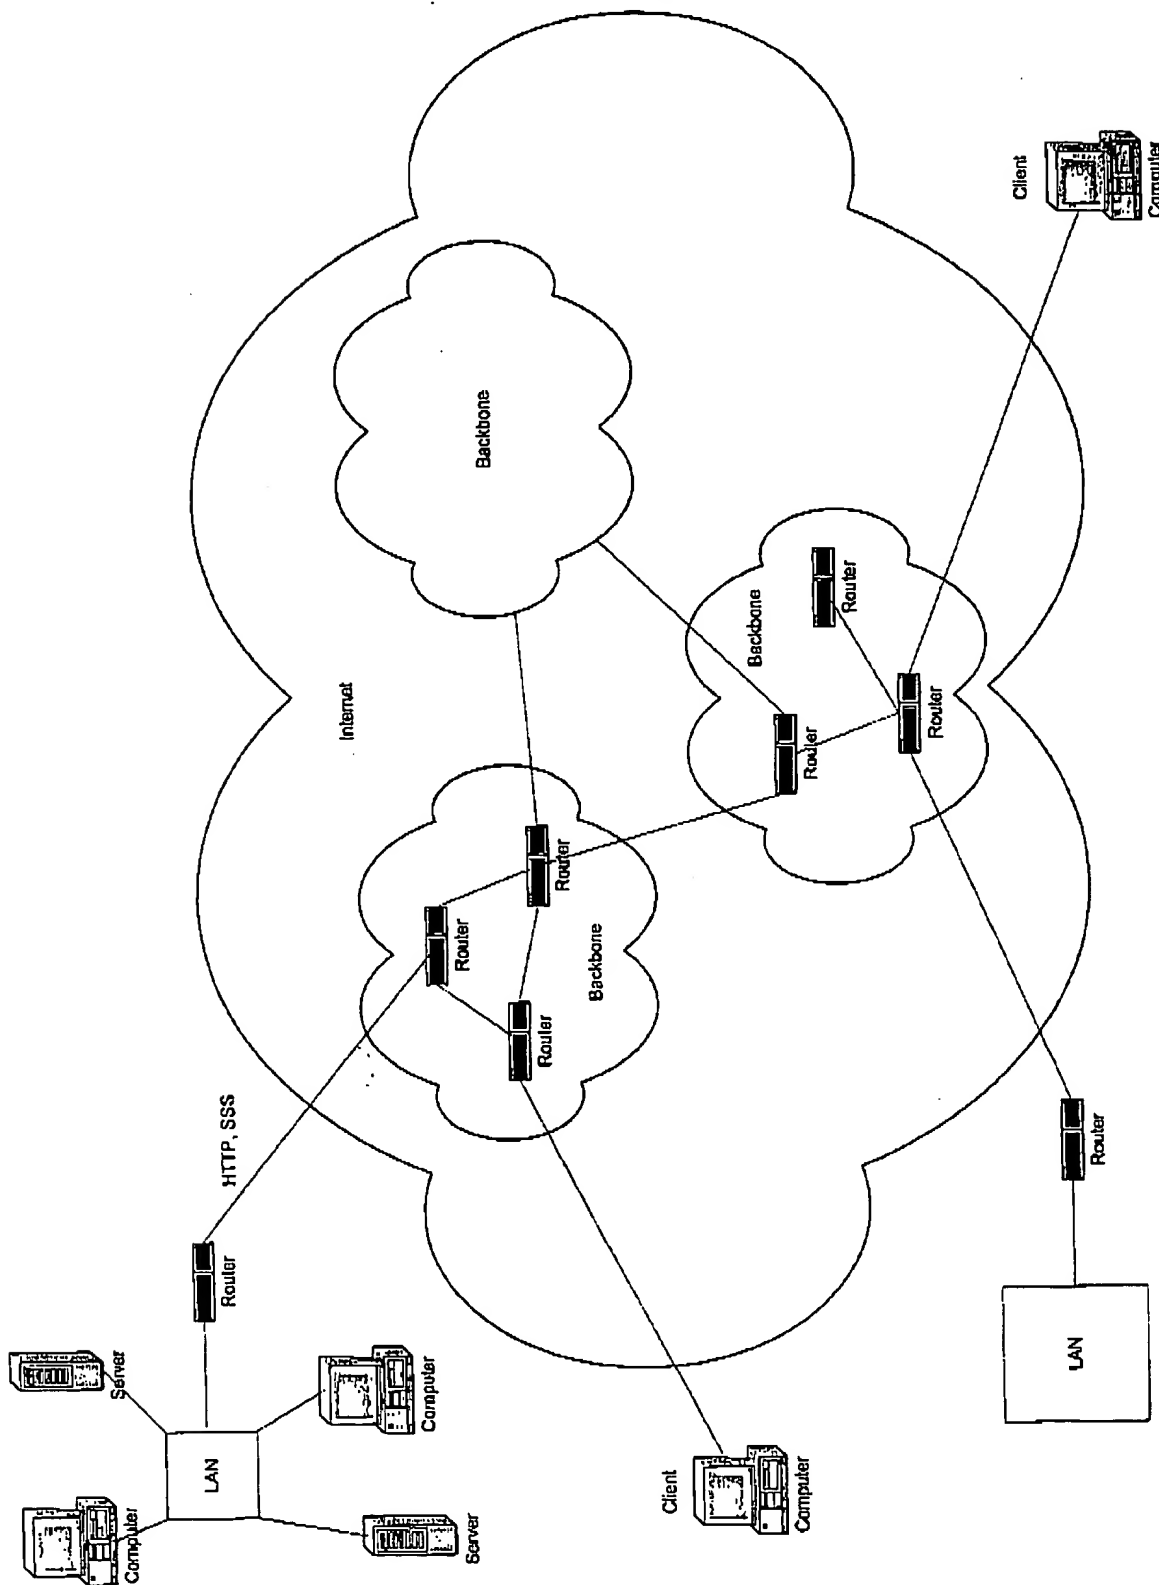 Computer
Server
LAN
Server
Computer
Router
HTTP, SSS
Internet
Backbone
Router
Router
Router
Backbone
Client
Computer
Backbone
Router
Router
Router
Client
Computer
LAN
Router